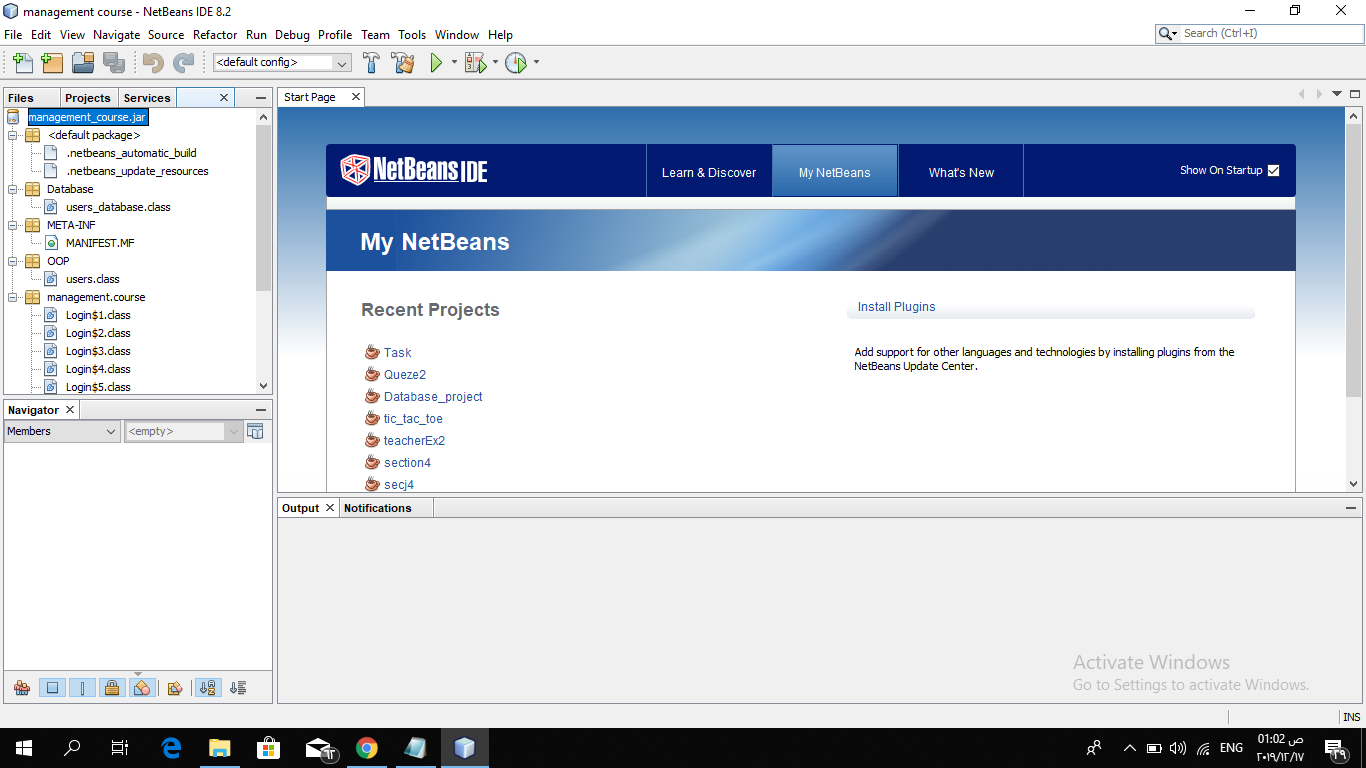 management course - NetBeans IDE 8.2
File Edit View Navigate Source Refactor Run Debug Profile Team Tools Window Help
Search (Ctrl+I)
<default config>
Files Projects Services
management_course.jar
<default package>
.netbeans_automatic_build
.netbeans_update_resources
Database
users_database.class
META-INF
MANIFEST.MF
OOP
users.class
management.course
Login$1.class
Login$2.class
Login$3.class
Login$4.class
Login$5.class
Navigator
Members <empty>
Start Page
NetBeans IDE
Learn & Discover My NetBeans What's New Show On Startup
My NetBeans
Recent Projects
Task
Queze2
Database_project
tic_tac_toe
teacherEx2
section4
secj4
Install Plugins
Add support for other languages and technologies by installing plugins from the
NetBeans Update Center.
Output Notifications
Activate Windows
Go to Settings to activate Windows.
INS
ENG
01:02 ص
٢٠١٩/١٢/١٧
٢٩